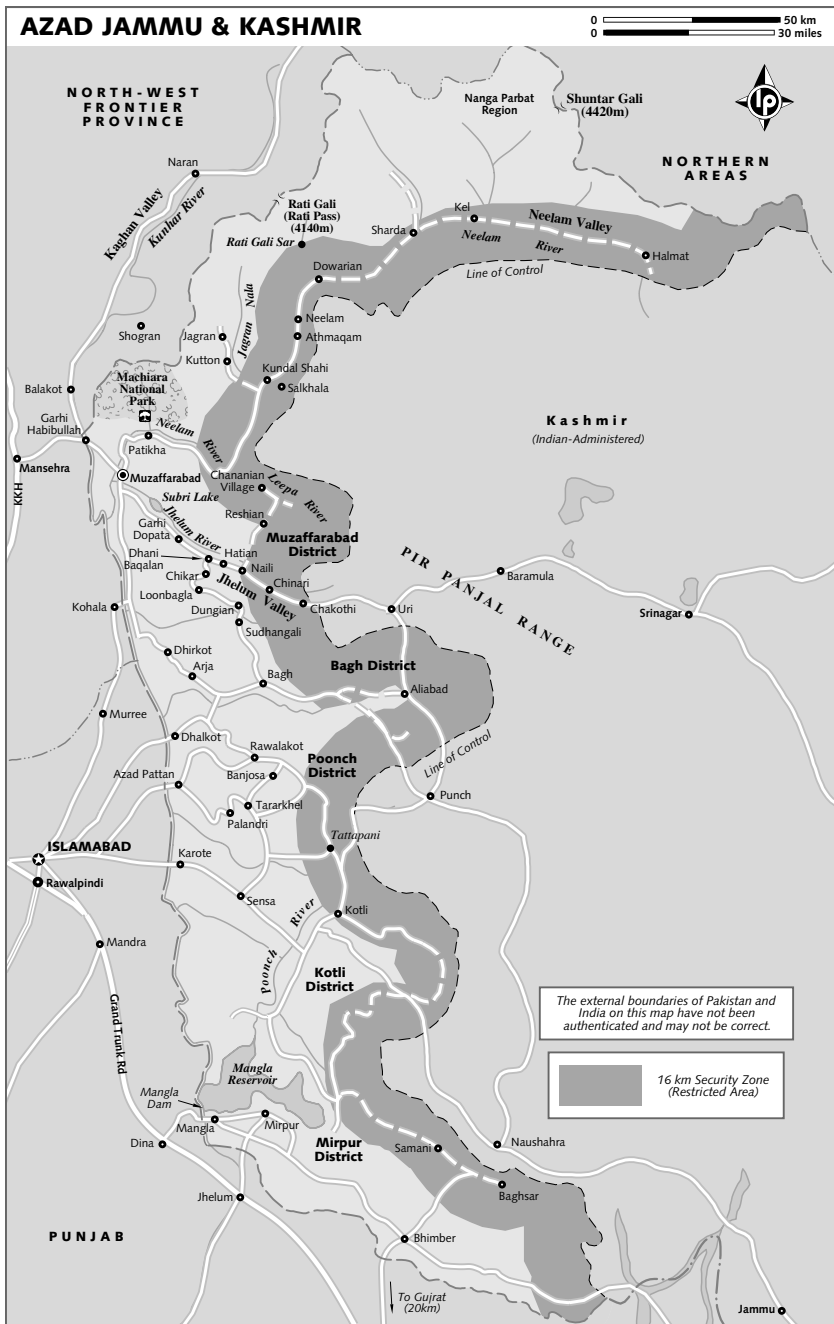 AZAD JAMMU & KASHMIR
0 50 km
0 30 miles
NORTH-WEST
FRONTIER
PROVINCE
Nanga Parbat
Region
Shuntar Gali
(4420m)
lp
NORTHERN
AREAS
Naran
Kaghan Valley
Kunhar River
Rati Gali
(Rati Pass)
(4140m)
Rati Gali Sar
Kel
Neelam Valley
Sharda
Neelam River
Halmat
Line of Control
Dowarian
Jagran Nala
Neelam
Athmaqam
Shogran
Jagran
Kutton
Kundal Shahi
Salkhala
Machiara
National
Park
Balakot
Garhi
Habibullah
Neelam River
Patikha
Kashmir
(Indian-Administered)
Mansehra
KKH
Muzaffarabad
Chananian
Village
Leepa River
Subri Lake
Jhelum River
Reshian
Garhi
Dopata
Muzaffarabad
District
Dhani
Baqalan
Hatian
Naili
Chikar
Chinari
Jhelum Valley
Loonbagla
Chakothi
Dungian
Sudhangali
Uri
PIR PANJAL RANGE
Baramula
Srinagar
Kohala
Dhirkot
Arja
Bagh
Bagh District
Aliabad
Murree
Dhalkot
Rawalakot
Poonch
District
Line of Control
Azad Pattan
Banjosa
Tararkhel
Palandri
Punch
Tattapani
ISLAMABAD
Rawalpindi
Karote
Sensa
Poonch River
Kotli
Mandra
Kotli
District
Grand Trunk Rd
The external boundaries of Pakistan and
India on this map have not been
authenticated and may not be correct.
16 km Security Zone
(Restricted Area)
Mangla
Reservoir
Mangla
Dam
Mangla
Mirpur
Dina
Mirpur
District
Samani
Naushahra
Baghsar
Jhelum
PUNJAB
Bhimber
To Gujrat
(20km)
Jammu